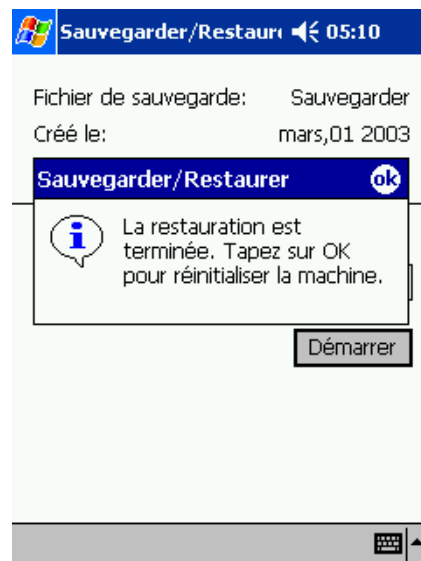 Sauvegarder/Restaur 05:10
Fichier de sauvegarde: Sauvegarder
Créé le: mars,01 2003
Sauvegarder/Restaurer ok
La restauration est
terminée. Tapez sur OK
pour réinitialiser la machine.
Démarrer